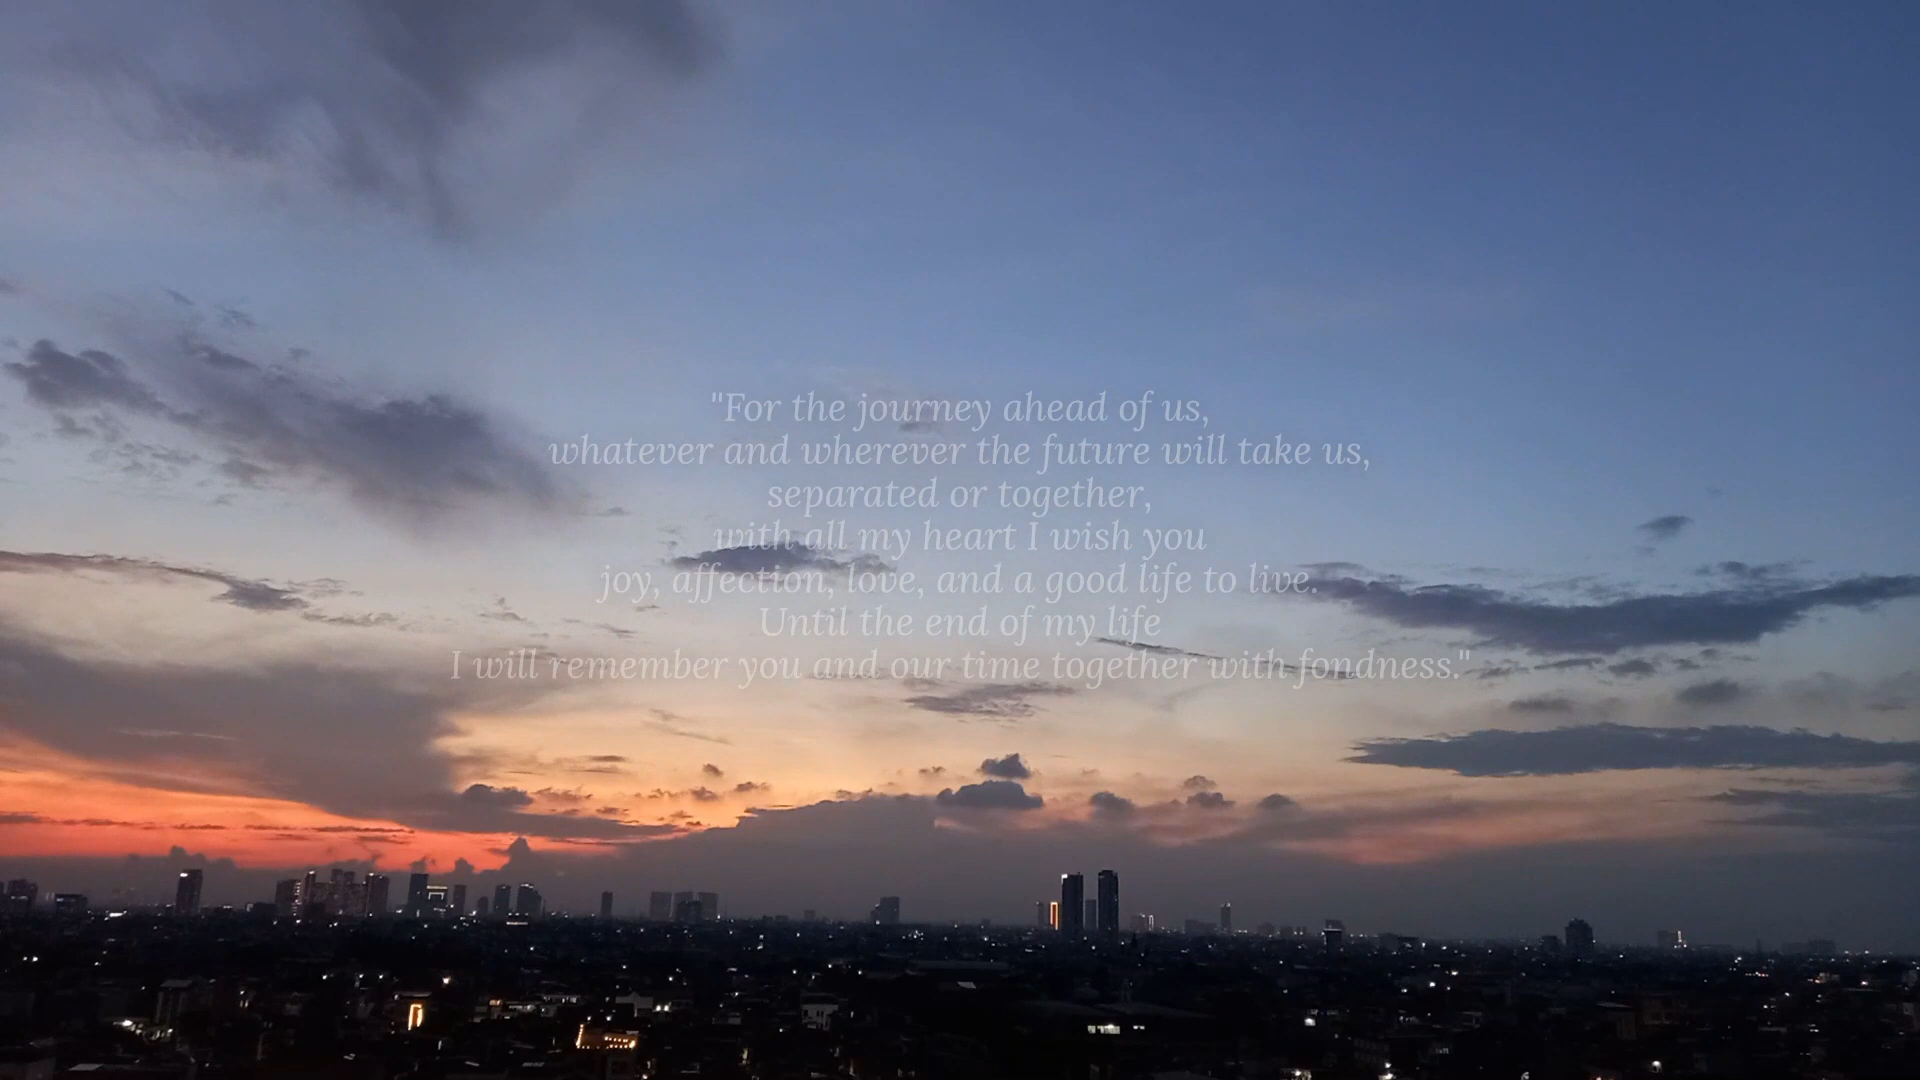 "For the journey ahead of us,
whatever and wherever the future will take us,
separated or together,
with all my heart I wish you
joy, affection, love, and a good life to live.
Until the end of my life
I will remember you and our time together with fondness."